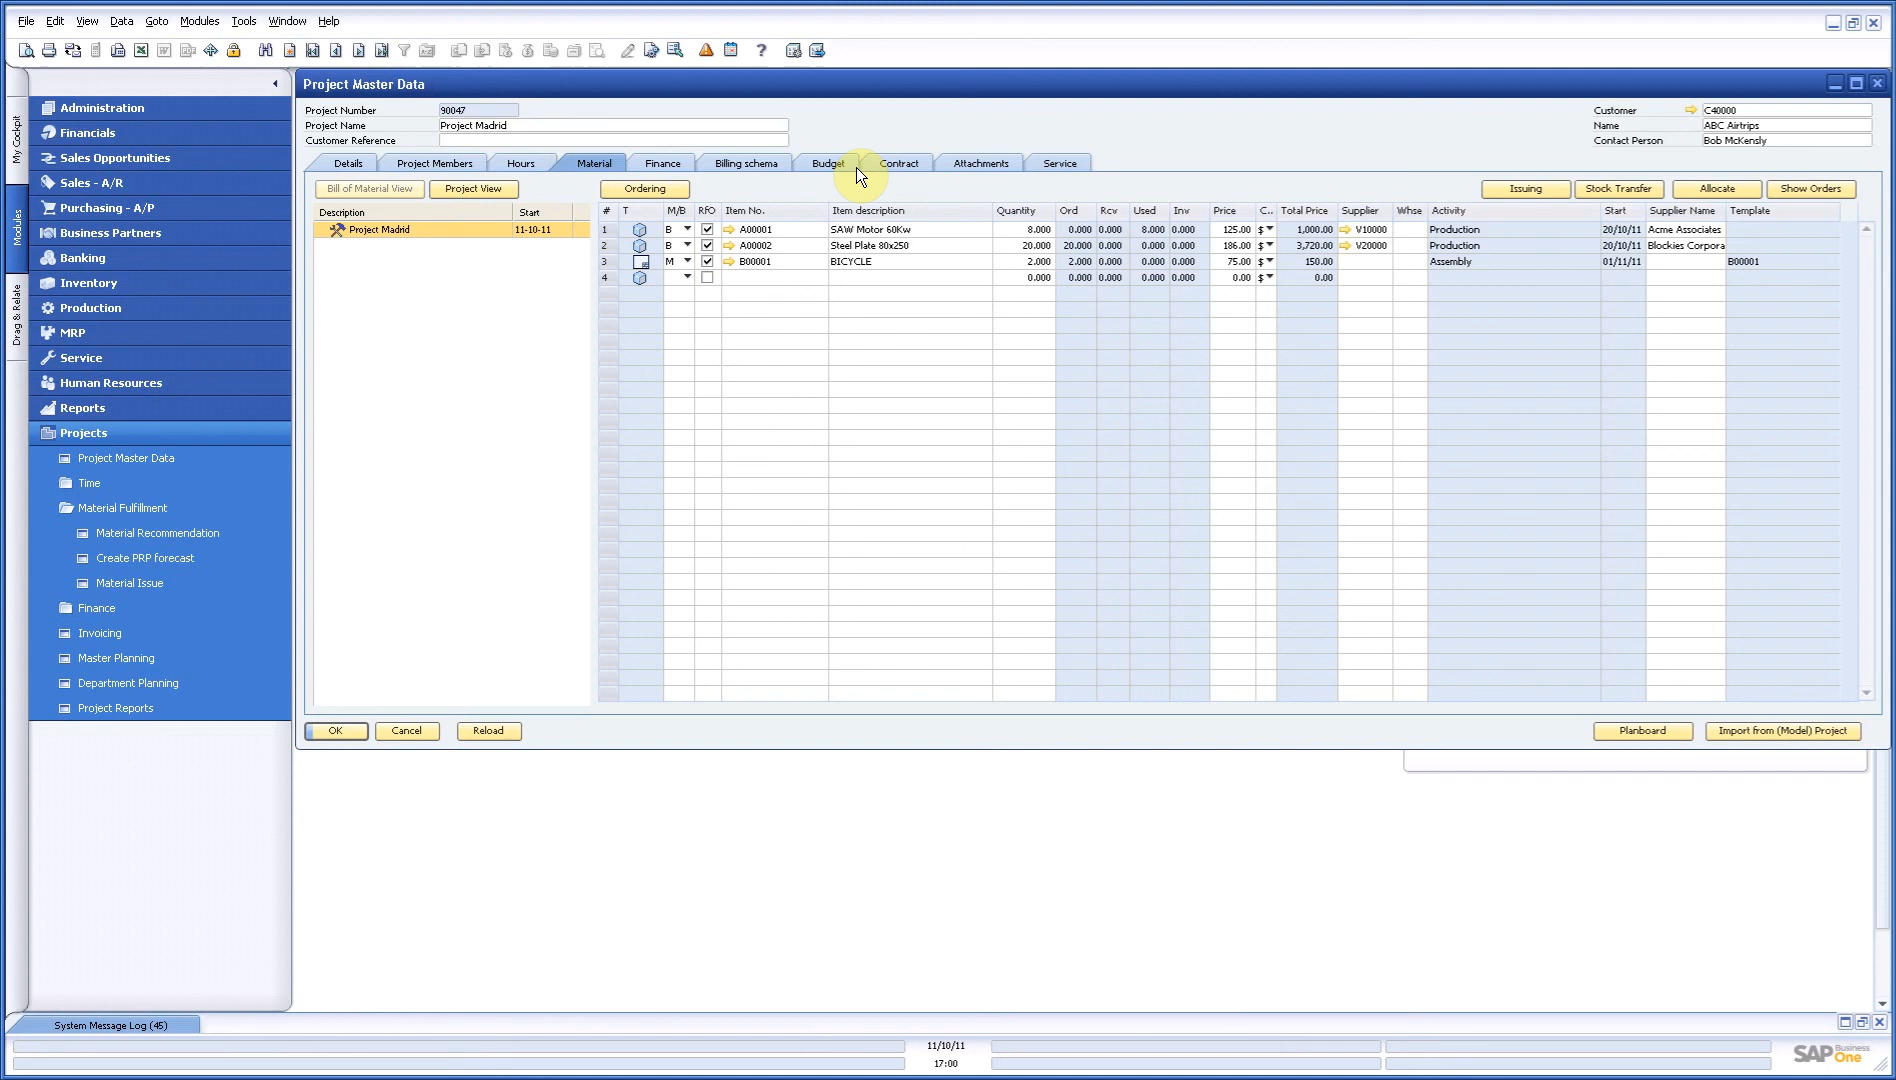 File Edit View Data Goto Modules Tools Window Help
Project Master Data
Project Number 90047
Customer C40000
Project Name Project Madrid
Name ABC Airtrips
Customer Reference
Contact Person Bob McKensly
Details Project Members Hours Material Finance Billing schema Budget Contract Attachments Service
Bill of Material View Project View Ordering Issuing Stock Transfer Allocate Show Orders
Description Start
# T M/B RfO Item No. Item description Quantity Ord Rcv Used Inv Price C.. Total Price Supplier Whse Activity Start Supplier Name Template
Project Madrid 11-10-11
1 B A00001 SAW Motor 60Kw 8.000 0.000 0.000 8.000 0.000 125.00 $ 1,000.00 V10000 Production 20/10/11 Acme Associates
2 B A00002 Steel Plate 80x250 20.000 20.000 0.000 0.000 0.000 186.00 $ 3,720.00 V20000 Production 20/10/11 Blockies Corpora
3 M B00001 BICYCLE 2.000 2.000 0.000 0.000 0.000 75.00 $ 150.00 Assembly 01/11/11 B00001
4 0.000 0.000 0.000 0.000 0.000 0.00 $ 0.00
OK Cancel Reload Planboard Import from (Model) Project
My Cockpit
Modules
Drag & Relate
Administration
Financials
Sales Opportunities
Sales - A/R
Purchasing - A/P
Business Partners
Banking
Inventory
Production
MRP
Service
Human Resources
Reports
Projects
Project Master Data
Time
Material Fulfillment
Material Recommendation
Create PRP forecast
Material Issue
Finance
Invoicing
Master Planning
Department Planning
Project Reports
System Message Log (45)
11/10/11
17:00
SAP Business One